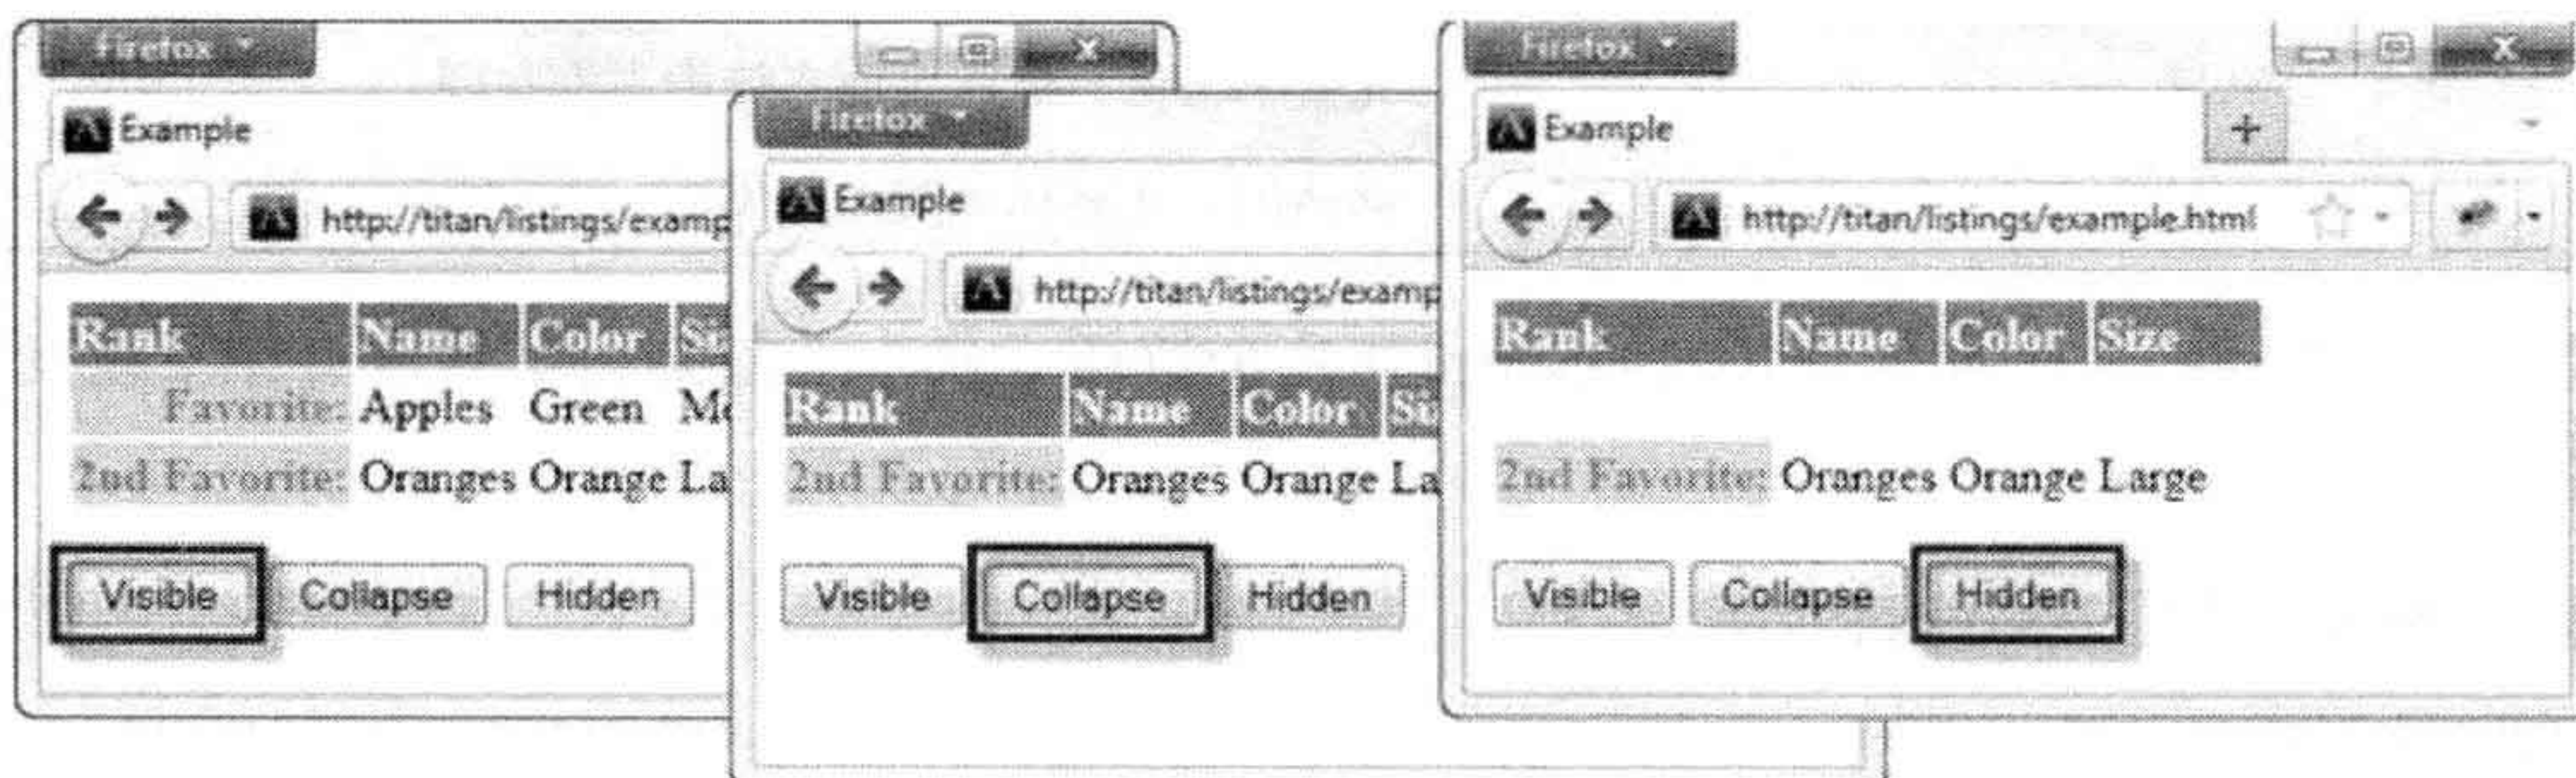 Firefox
Example
http://titan/listings/examp
Rank Name Color Si
Favorite: Apples Green Me
2nd Favorite: Oranges Orange La
Visible Collapse Hidden
Firefox
Example
http://titan/listings/examp
Rank Name Color Si
2nd Favorite: Oranges Orange La
Visible Collapse Hidden
Firefox
Example
http://titan/listings/example.html
Rank Name Color Size
2nd Favorite: Oranges Orange Large
Visible Collapse Hidden